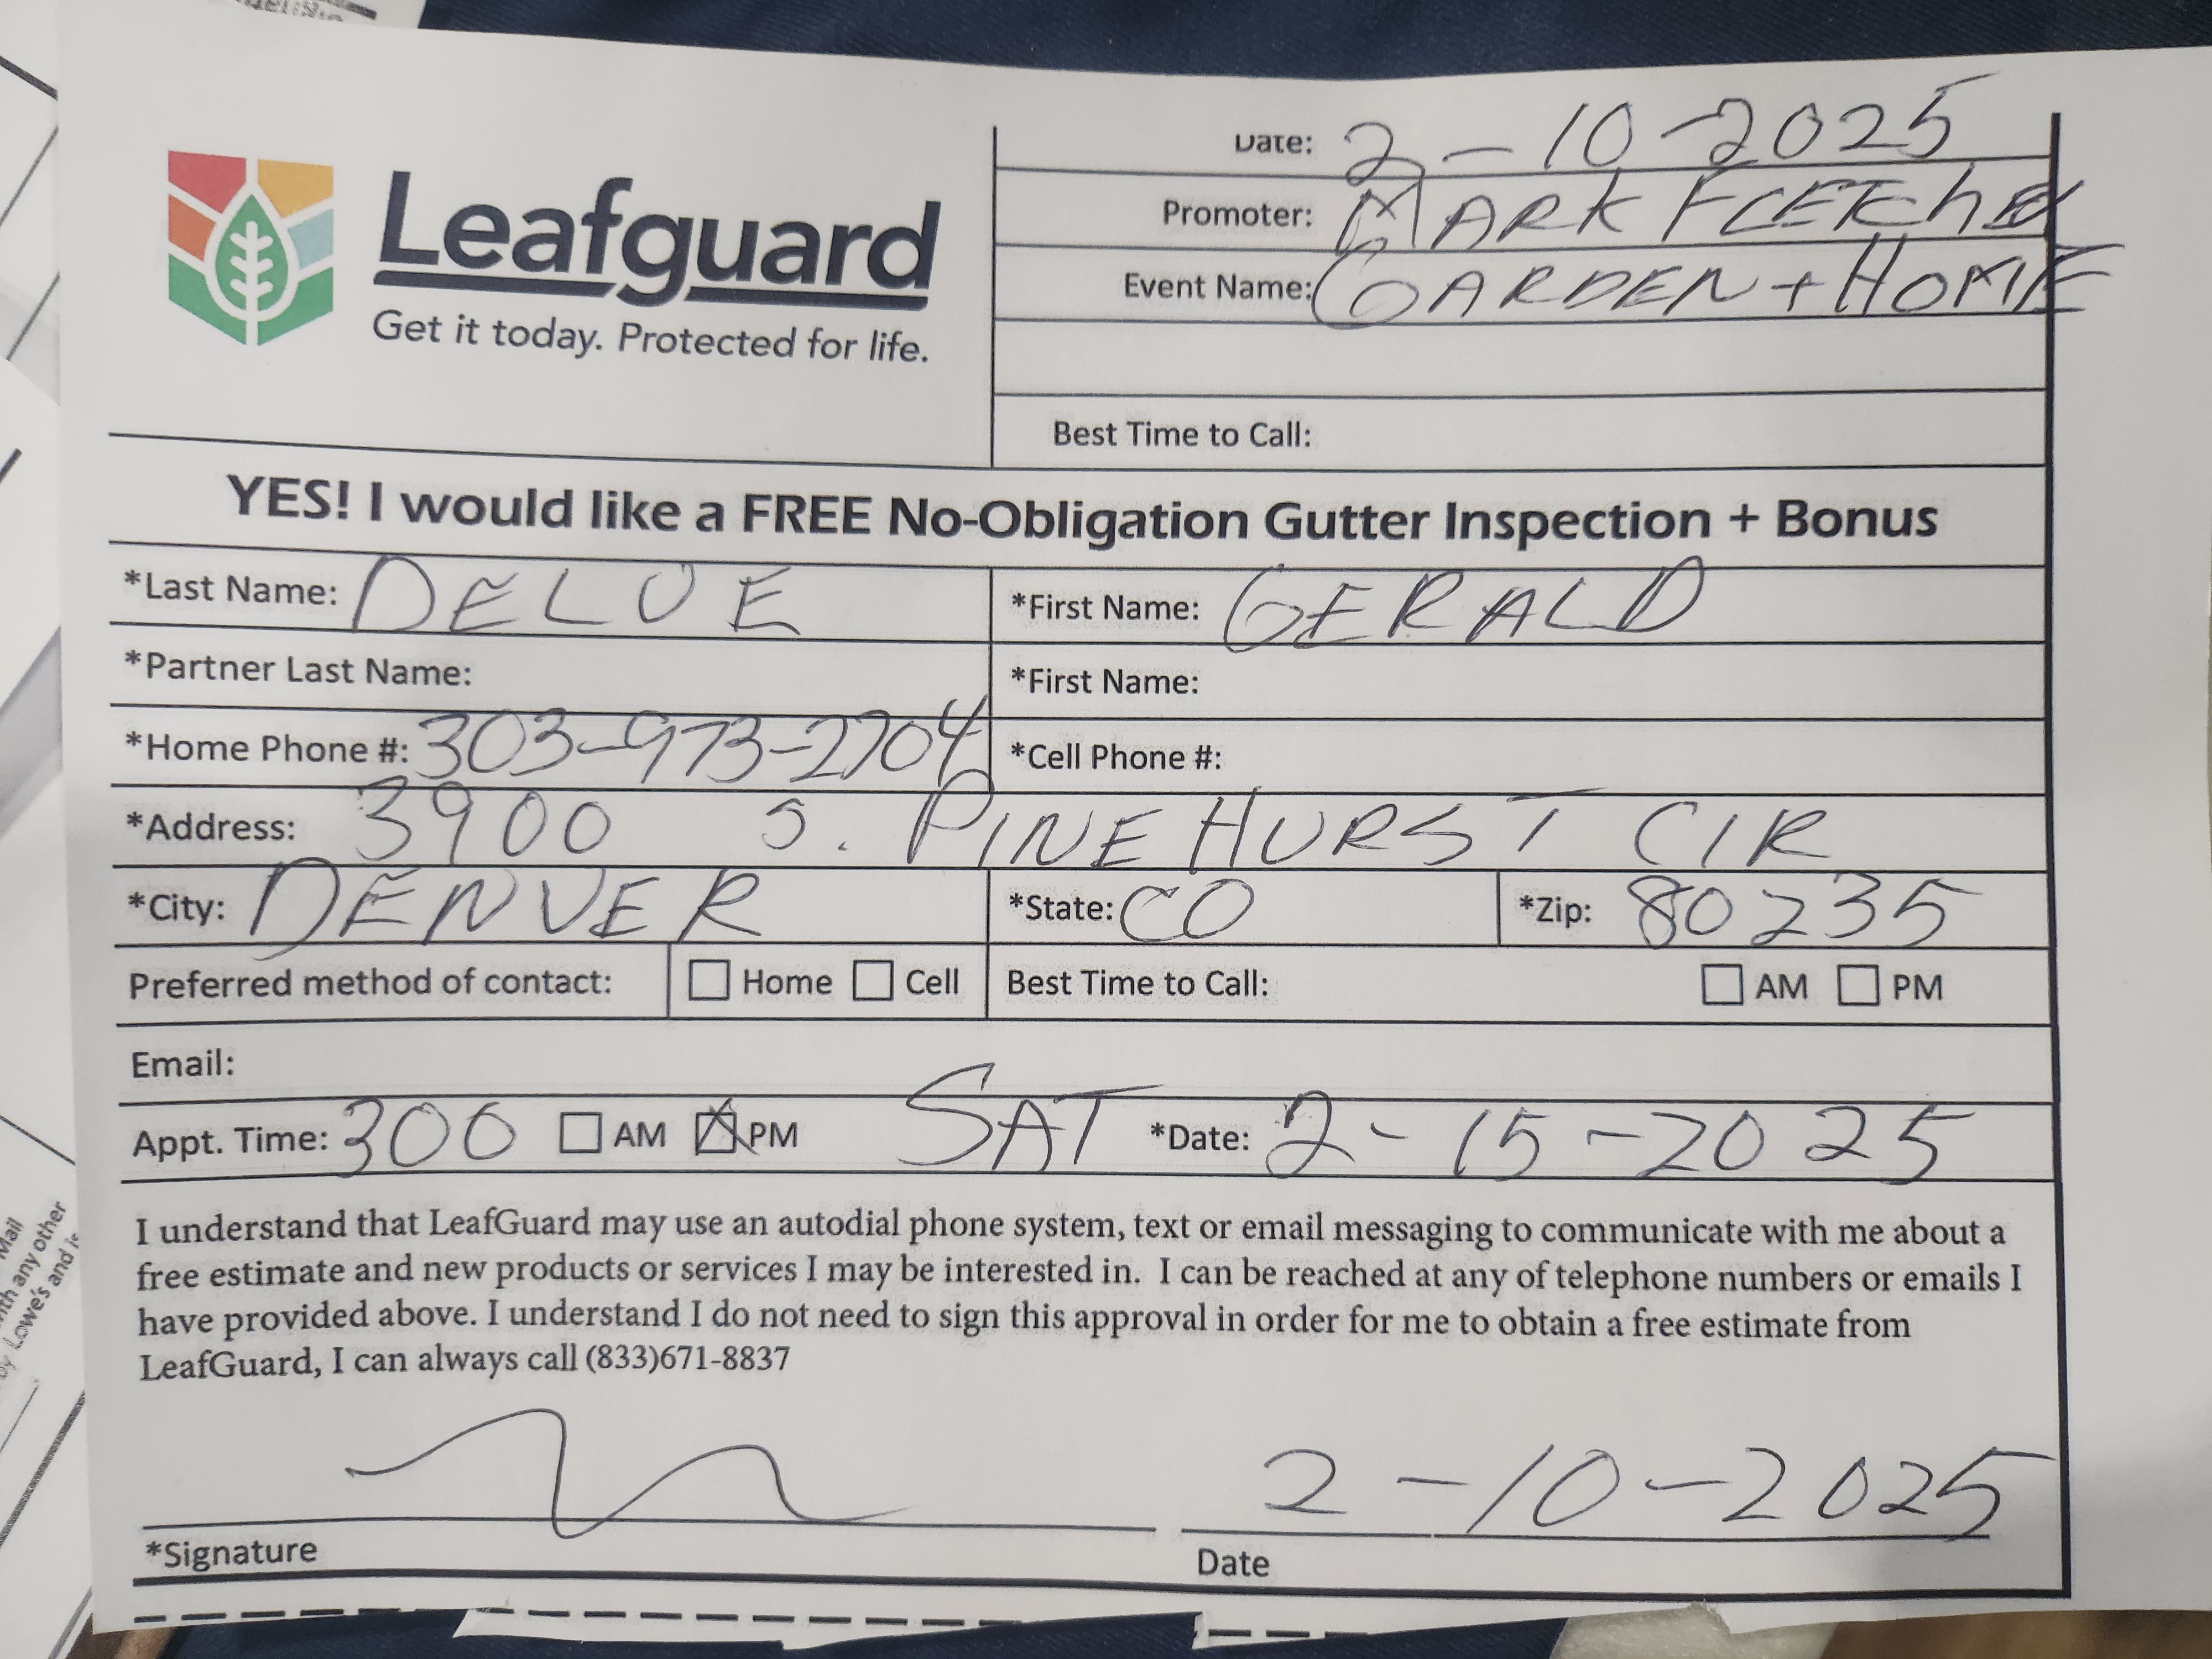 Mail
ith any other
by Lowe's and is
Leafguard
Get it today. Protected for life.
Date: 2-10-2025
Promoter: MARK
Event Name: GARDEN + HOME
Best Time to Call:
YES! I would like a FREE No-Obligation Gutter Inspection + Bonus
*Last Name: DELOE *First Name: GERALD
*Partner Last Name: *First Name:
*Home Phone #: 303-973-2704 *Cell Phone #:
*Address: 3900 S. PINEHURST CIR
*City: DENVER *State: CO *Zip: 80235
Preferred method of contact: Home Cell Best Time to Call: AM PM
Email:
Appt. Time: 300 AM PM SAT *Date: 2-15-2025
I understand that LeafGuard may use an autodial phone system, text or email messaging to communicate with me about a
free estimate and new products or services I may be interested in. I can be reached at any of telephone numbers or emails I
have provided above. I understand I do not need to sign this approval in order for me to obtain a free estimate from
LeafGuard, I can always call (833)671-8837
2-10-2025
*Signature Date